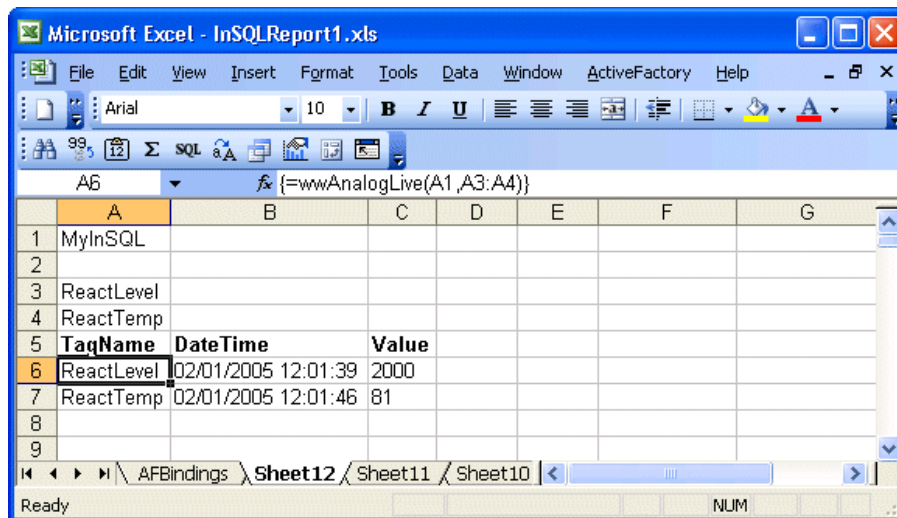 Microsoft Excel - InSQLReport1.xls
File Edit View Insert Format Tools Data Window ActiveFactory Help
Arial 10 B I U A
99,5 12 Σ SQL
A6 fx {=wwAnalogLive(A1,A3:A4)}
A B C D E F G
1 MyInSQL
2
3 ReactLevel
4 ReactTemp
5 TagName DateTime Value
6 ReactLevel 02/01/2005 12:01:39 2000
7 ReactTemp 02/01/2005 12:01:46 81
8
9
AFBindings Sheet12 Sheet11 Sheet10
Ready NUM